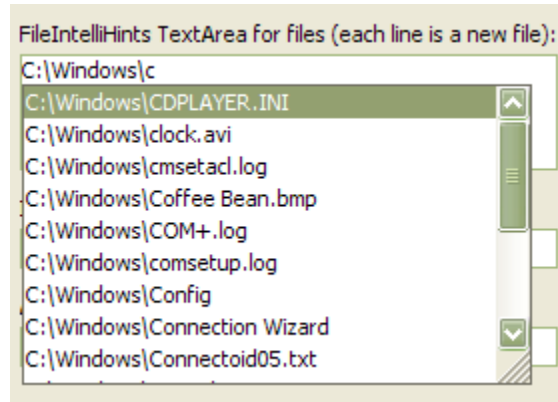 FileIntelliHints TextArea for files (each line is a new file):
C:\Windows\c
C:\Windows\CDPLAYER.INI
C:\Windows\clock.avi
C:\Windows\cmsetacl.log
C:\Windows\Coffee Bean.bmp
C:\Windows\COM+.log
C:\Windows\comsetup.log
C:\Windows\Config
C:\Windows\Connection Wizard
C:\Windows\Connectoid05.txt